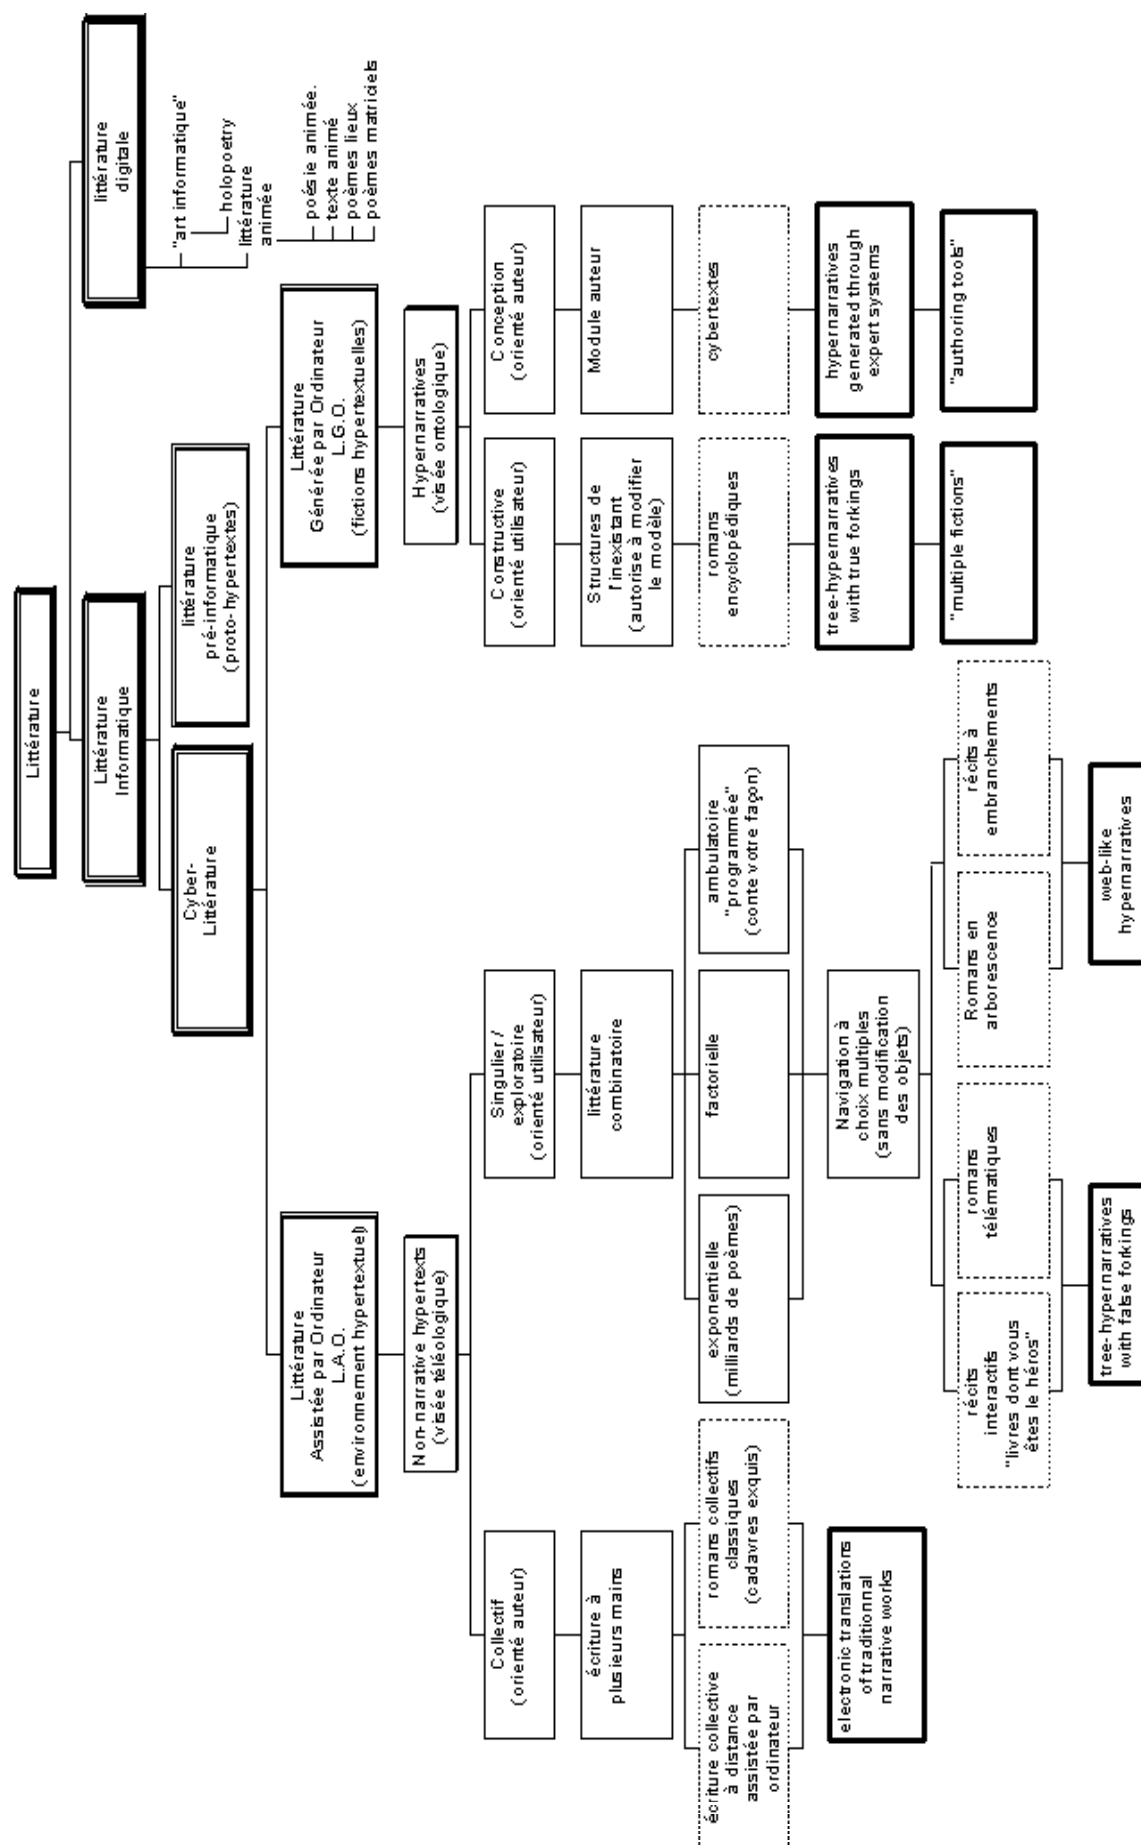 Littérature
Littérature
Informatique
littérature
digitale
"art informatique"
holopoetry
littérature
animée
poésie animée.
texte animé
poèmes lieux
poèmes matriciels
Cyber-
Littérature
littérature
pré-informatique
(proto-hypertextes)
Littérature
Assistée par Ordinateur
L.A.O.
(environnement hypertextuel)
Littérature
Générée par Ordinateur
L.G.O.
(fictions hypertextuelles)
Non-narrative hypertexts
(visée téléologique)
Hypernarratives
(visée ontologique)
Collectif
(orienté auteur)
Singulier /
exploratoire
(orienté utilisateur)
Constructive
(orienté utilisateur)
Conception
(orienté auteur)
écriture à
plusieurs mains
littérature
combinatoire
Structures de
l'inexistant
(autorise à modifier
le modèle)
Module auteur
écriture collective
à distance
assistée par
ordinateur
romans collectifs
classiques
(cadavres exquis)
exponentielle
(milliards de poèmes)
factorielle
ambulatoire
"programmée"
(conte votre façon)
romans
encyclopédiques
cybertextes
electronic translations
of traditionnal
narrative works
Navigation à
choix multiples
(sans modification
des objets)
tree-hypernarratives
with true forkings
hypernarratives
generated through
expert systems
récits
interactifs
"livres dont vous
êtes le héros"
romans
télématiques
Romans en
arborescence
récits à
embranchements
"multiple fictions"
"authoring tools"
tree-hypernarratives
with false forkings
web-like
hypernarratives